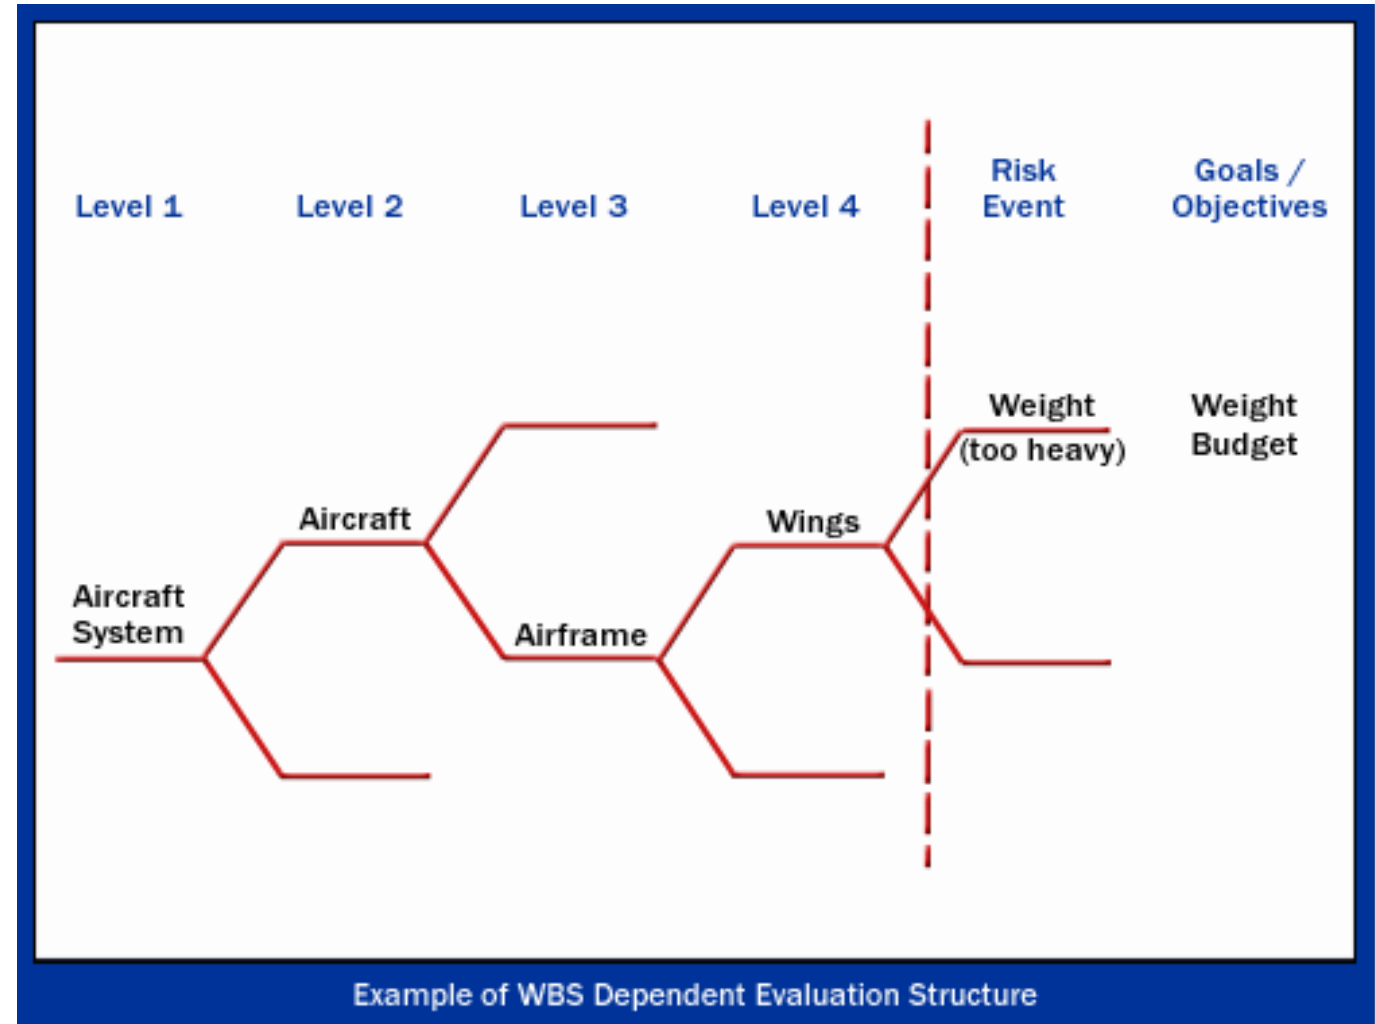 Level 1
Level 2
Level 3
Level 4
Risk
Event
Goals /
Objectives
Aircraft
System
Aircraft
Airframe
Wings
Weight
(too heavy)
Weight
Budget
Example of WBS Dependent Evaluation Structure